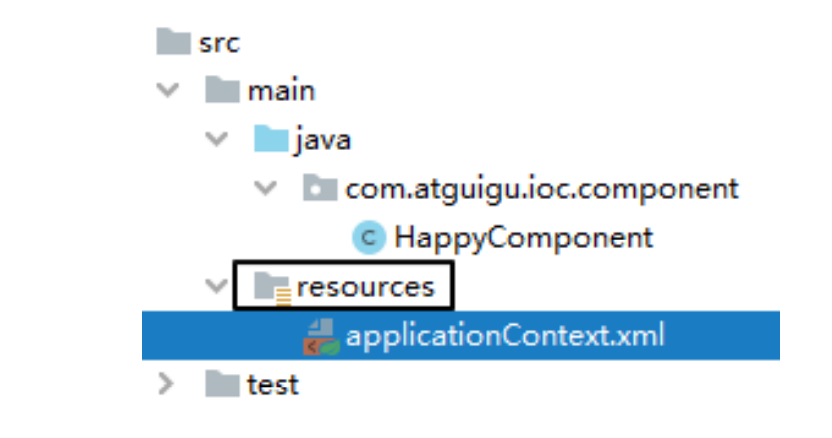 src
main
java
com.atguigu.ioc.component
C HappyComponent
resources
applicationContext.xml
test